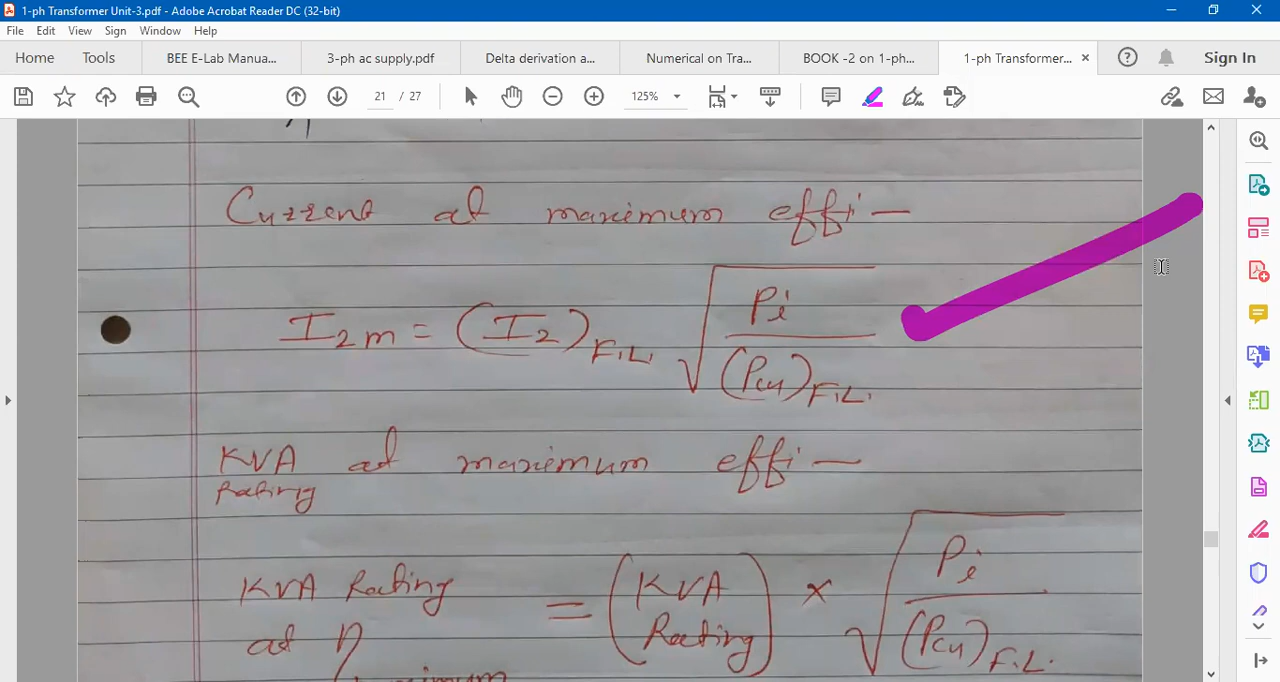 1-ph Transformer Unit-3.pdf - Adobe Acrobat Reader DC (32-bit)
File Edit View Sign Window Help
Home Tools BEE E-Lab Manua... 3-ph ac supply.pdf Delta derivation a... Numerical on Tra... BOOK -2 on 1-ph... 1-ph Transformer... × Sign In
21 / 27 125%
Current at maximum effi —
I2m = (I2)F.L. √(Pi / (Pcu)F.L.)
KVA at maximum effi —
Rating
KVA Rating at η = (KVA Rating) × √(Pi / (Pcu)F.L.)